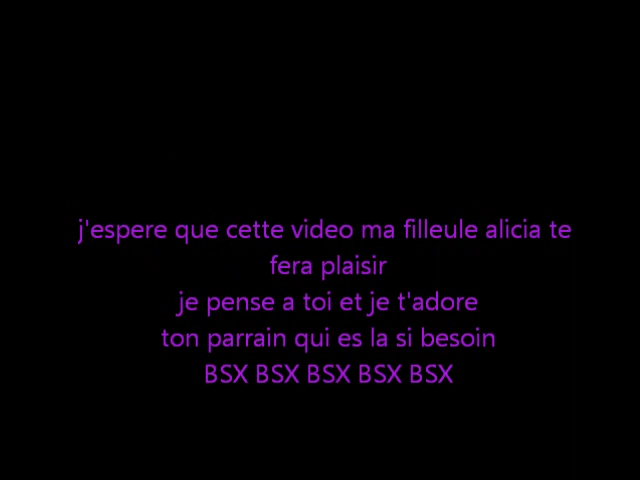 j'espere que cette video ma filleule alicia te
fera plaisir
je pense a toi et je t'adore
ton parrain qui es la si besoin
BSX BSX BSX BSX BSX